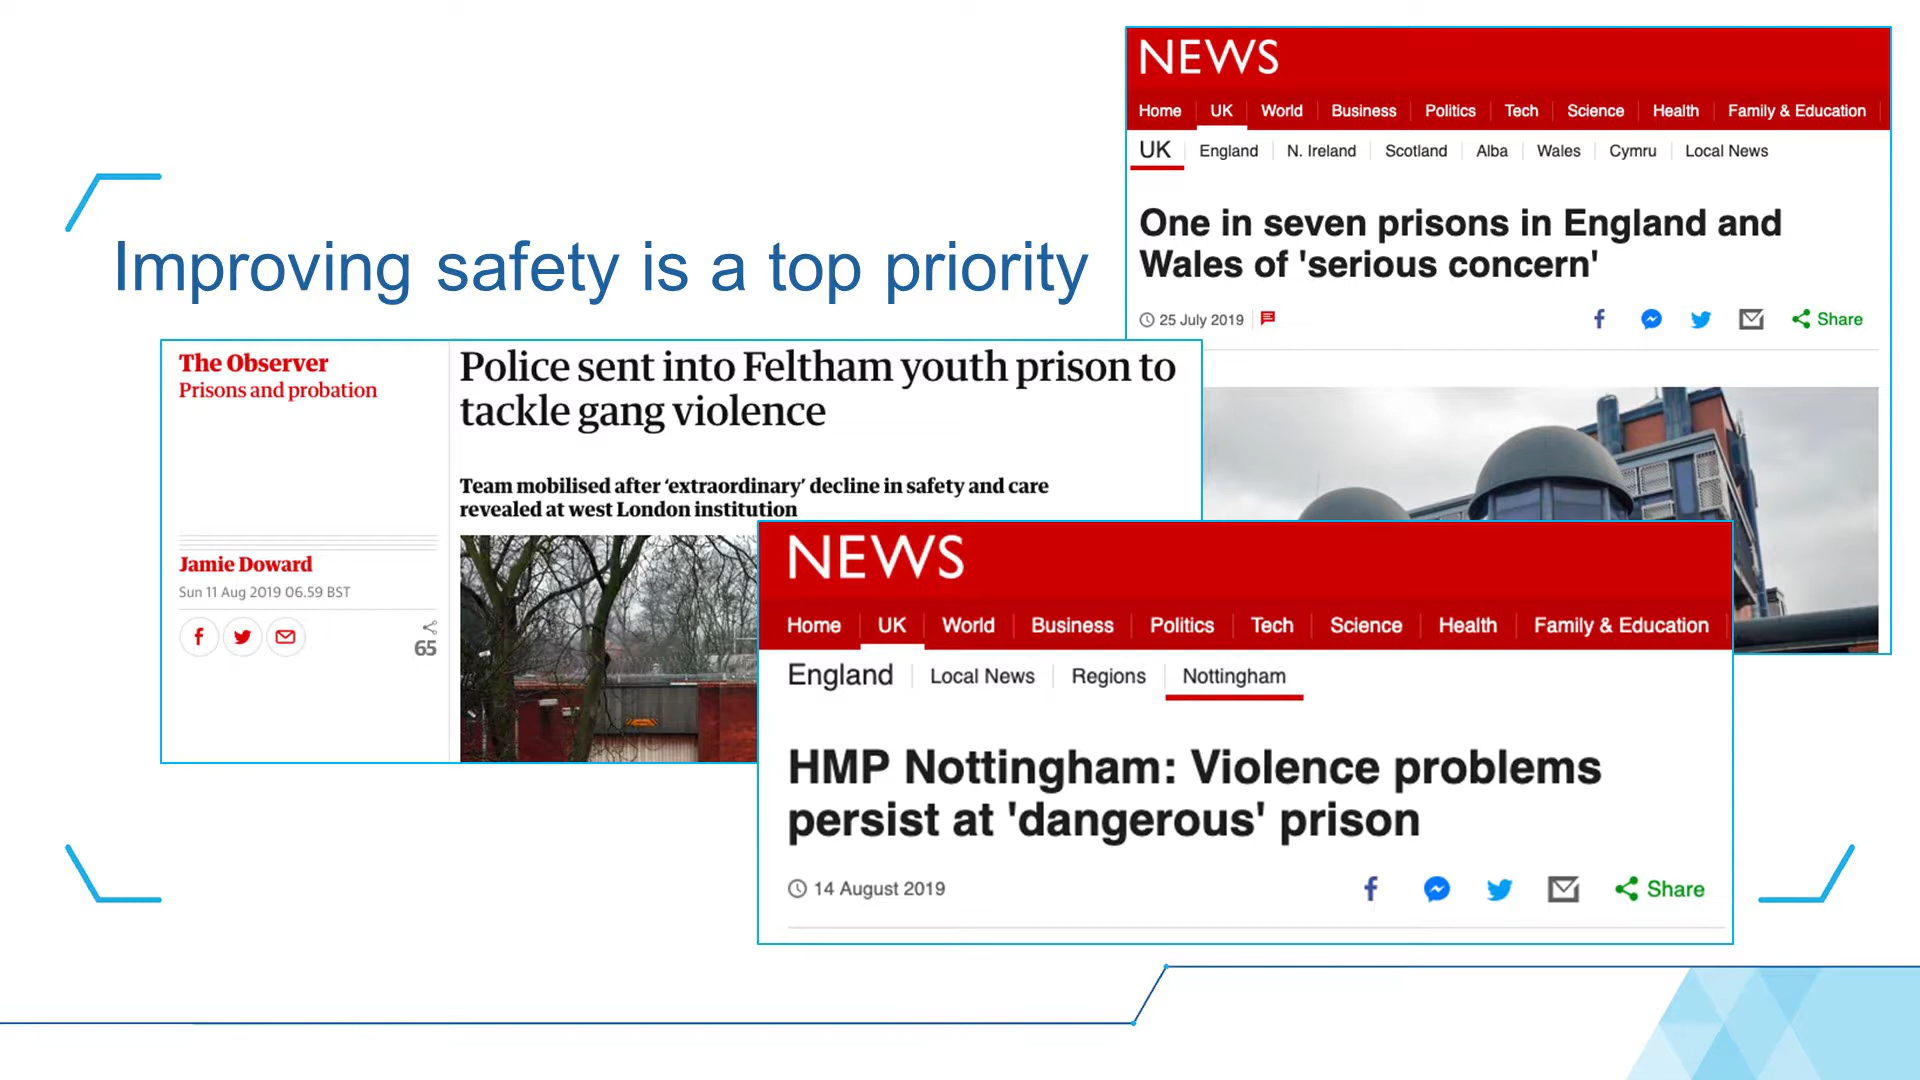 Improving safety is a top priority
NEWS
Home UK World Business Politics Tech Science Health Family & Education
UK England N. Ireland Scotland Alba Wales Cymru Local News
One in seven prisons in England and
Wales of 'serious concern'
25 July 2019
Share
The Observer
Prisons and probation
Police sent into Feltham youth prison to
tackle gang violence
Team mobilised after ‘extraordinary’ decline in safety and care
revealed at west London institution
Jamie Doward
Sun 11 Aug 2019 06.59 BST
65
NEWS
Home UK World Business Politics Tech Science Health Family & Education
England Local News Regions Nottingham
HMP Nottingham: Violence problems
persist at 'dangerous' prison
14 August 2019
Share